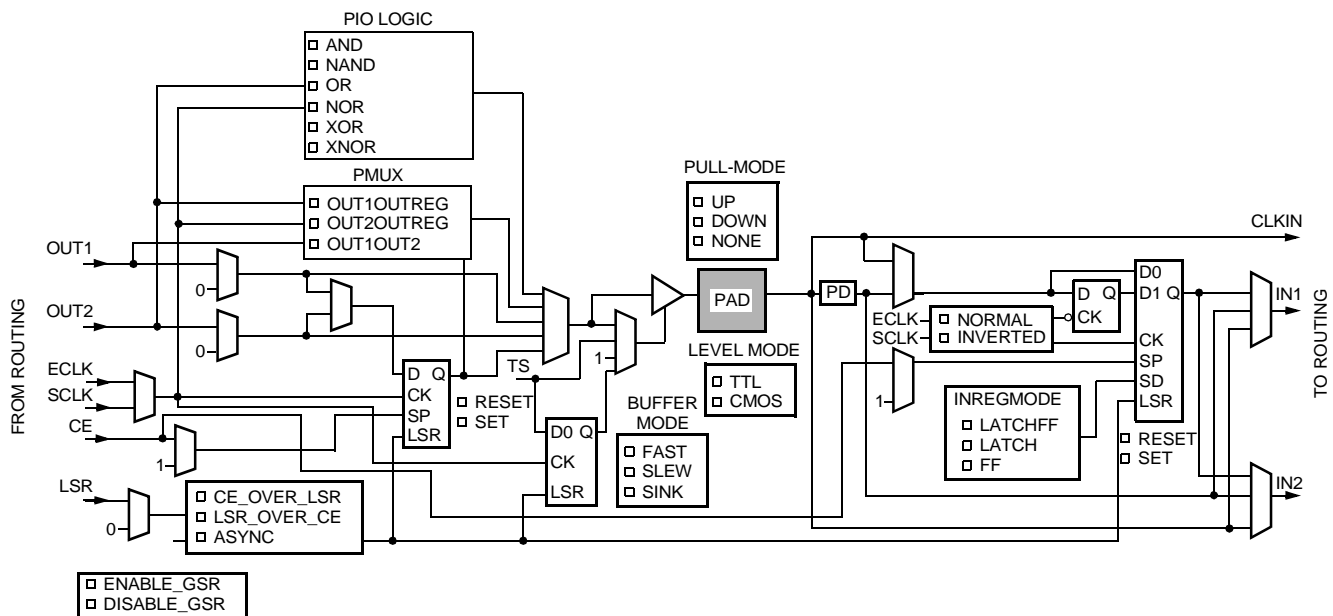 PIO LOGIC
AND
NAND
OR
NOR
XOR
XNOR
PMUX
OUT1OUTREG
OUT2OUTREG
OUT1OUT2
PULL-MODE
UP
DOWN
NONE
CLKIN
OUT1
0
OUT2
0
PAD
PD
D0
D1 Q
CK
SP
SD
LSR
D Q
CK
IN1
ECLK
SCLK
NORMAL
INVERTED
FROM ROUTING
TO ROUTING
ECLK
SCLK
CE
1
D Q
CK
SP
LSR
RESET
SET
TS
1
LEVEL MODE
TTL
CMOS
1
INREGMODE
LATCHFF
LATCH
FF
RESET
SET
D0 Q
CK
LSR
BUFFER
MODE
FAST
SLEW
SINK
IN2
LSR
0
CE_OVER_LSR
LSR_OVER_CE
ASYNC
ENABLE_GSR
DISABLE_GSR